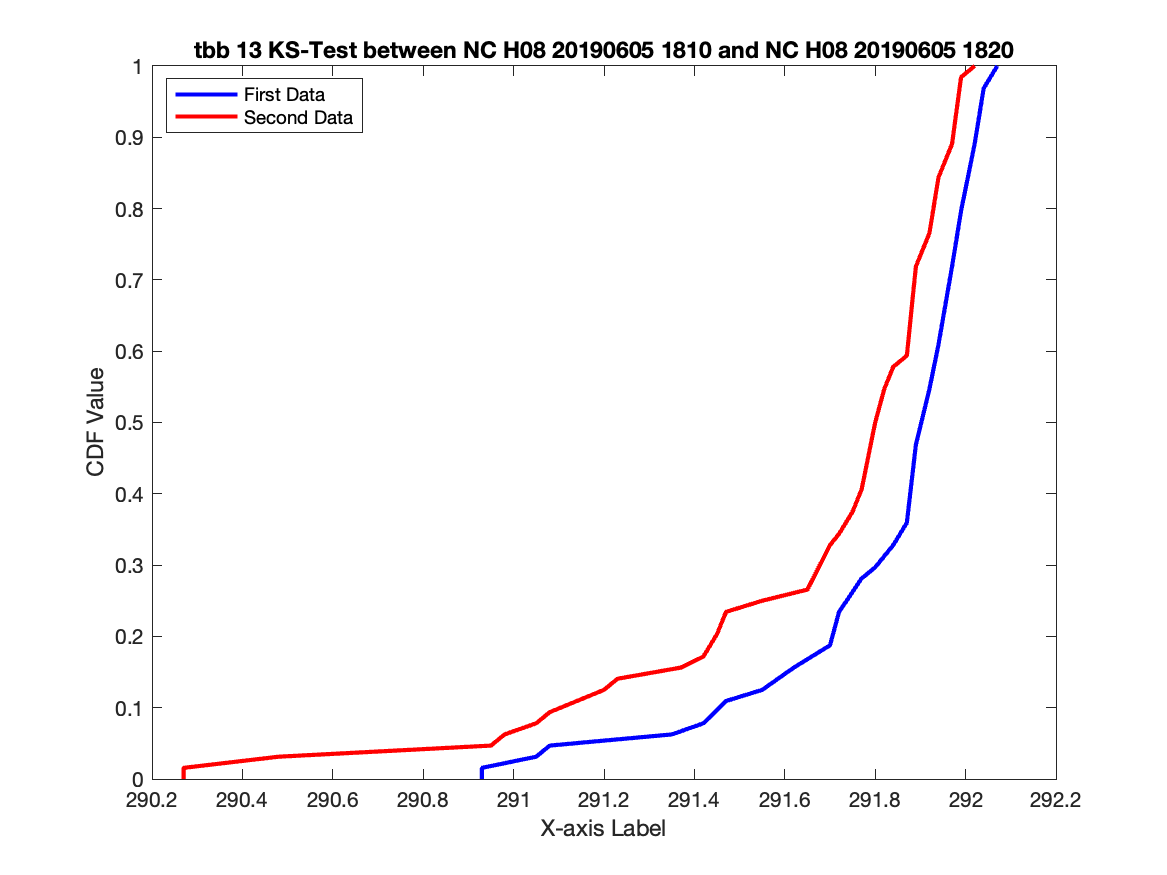 tbb 13 KS-Test between NC H08 20190605 1810 and NC H08 20190605 1820
First Data
Second Data
1
0.9
0.8
0.7
0.6
0.5
0.4
0.3
0.2
0.1
0
CDF Value
290.2 290.4 290.6 290.8 291 291.2 291.4 291.6 291.8 292 292.2
X-axis Label